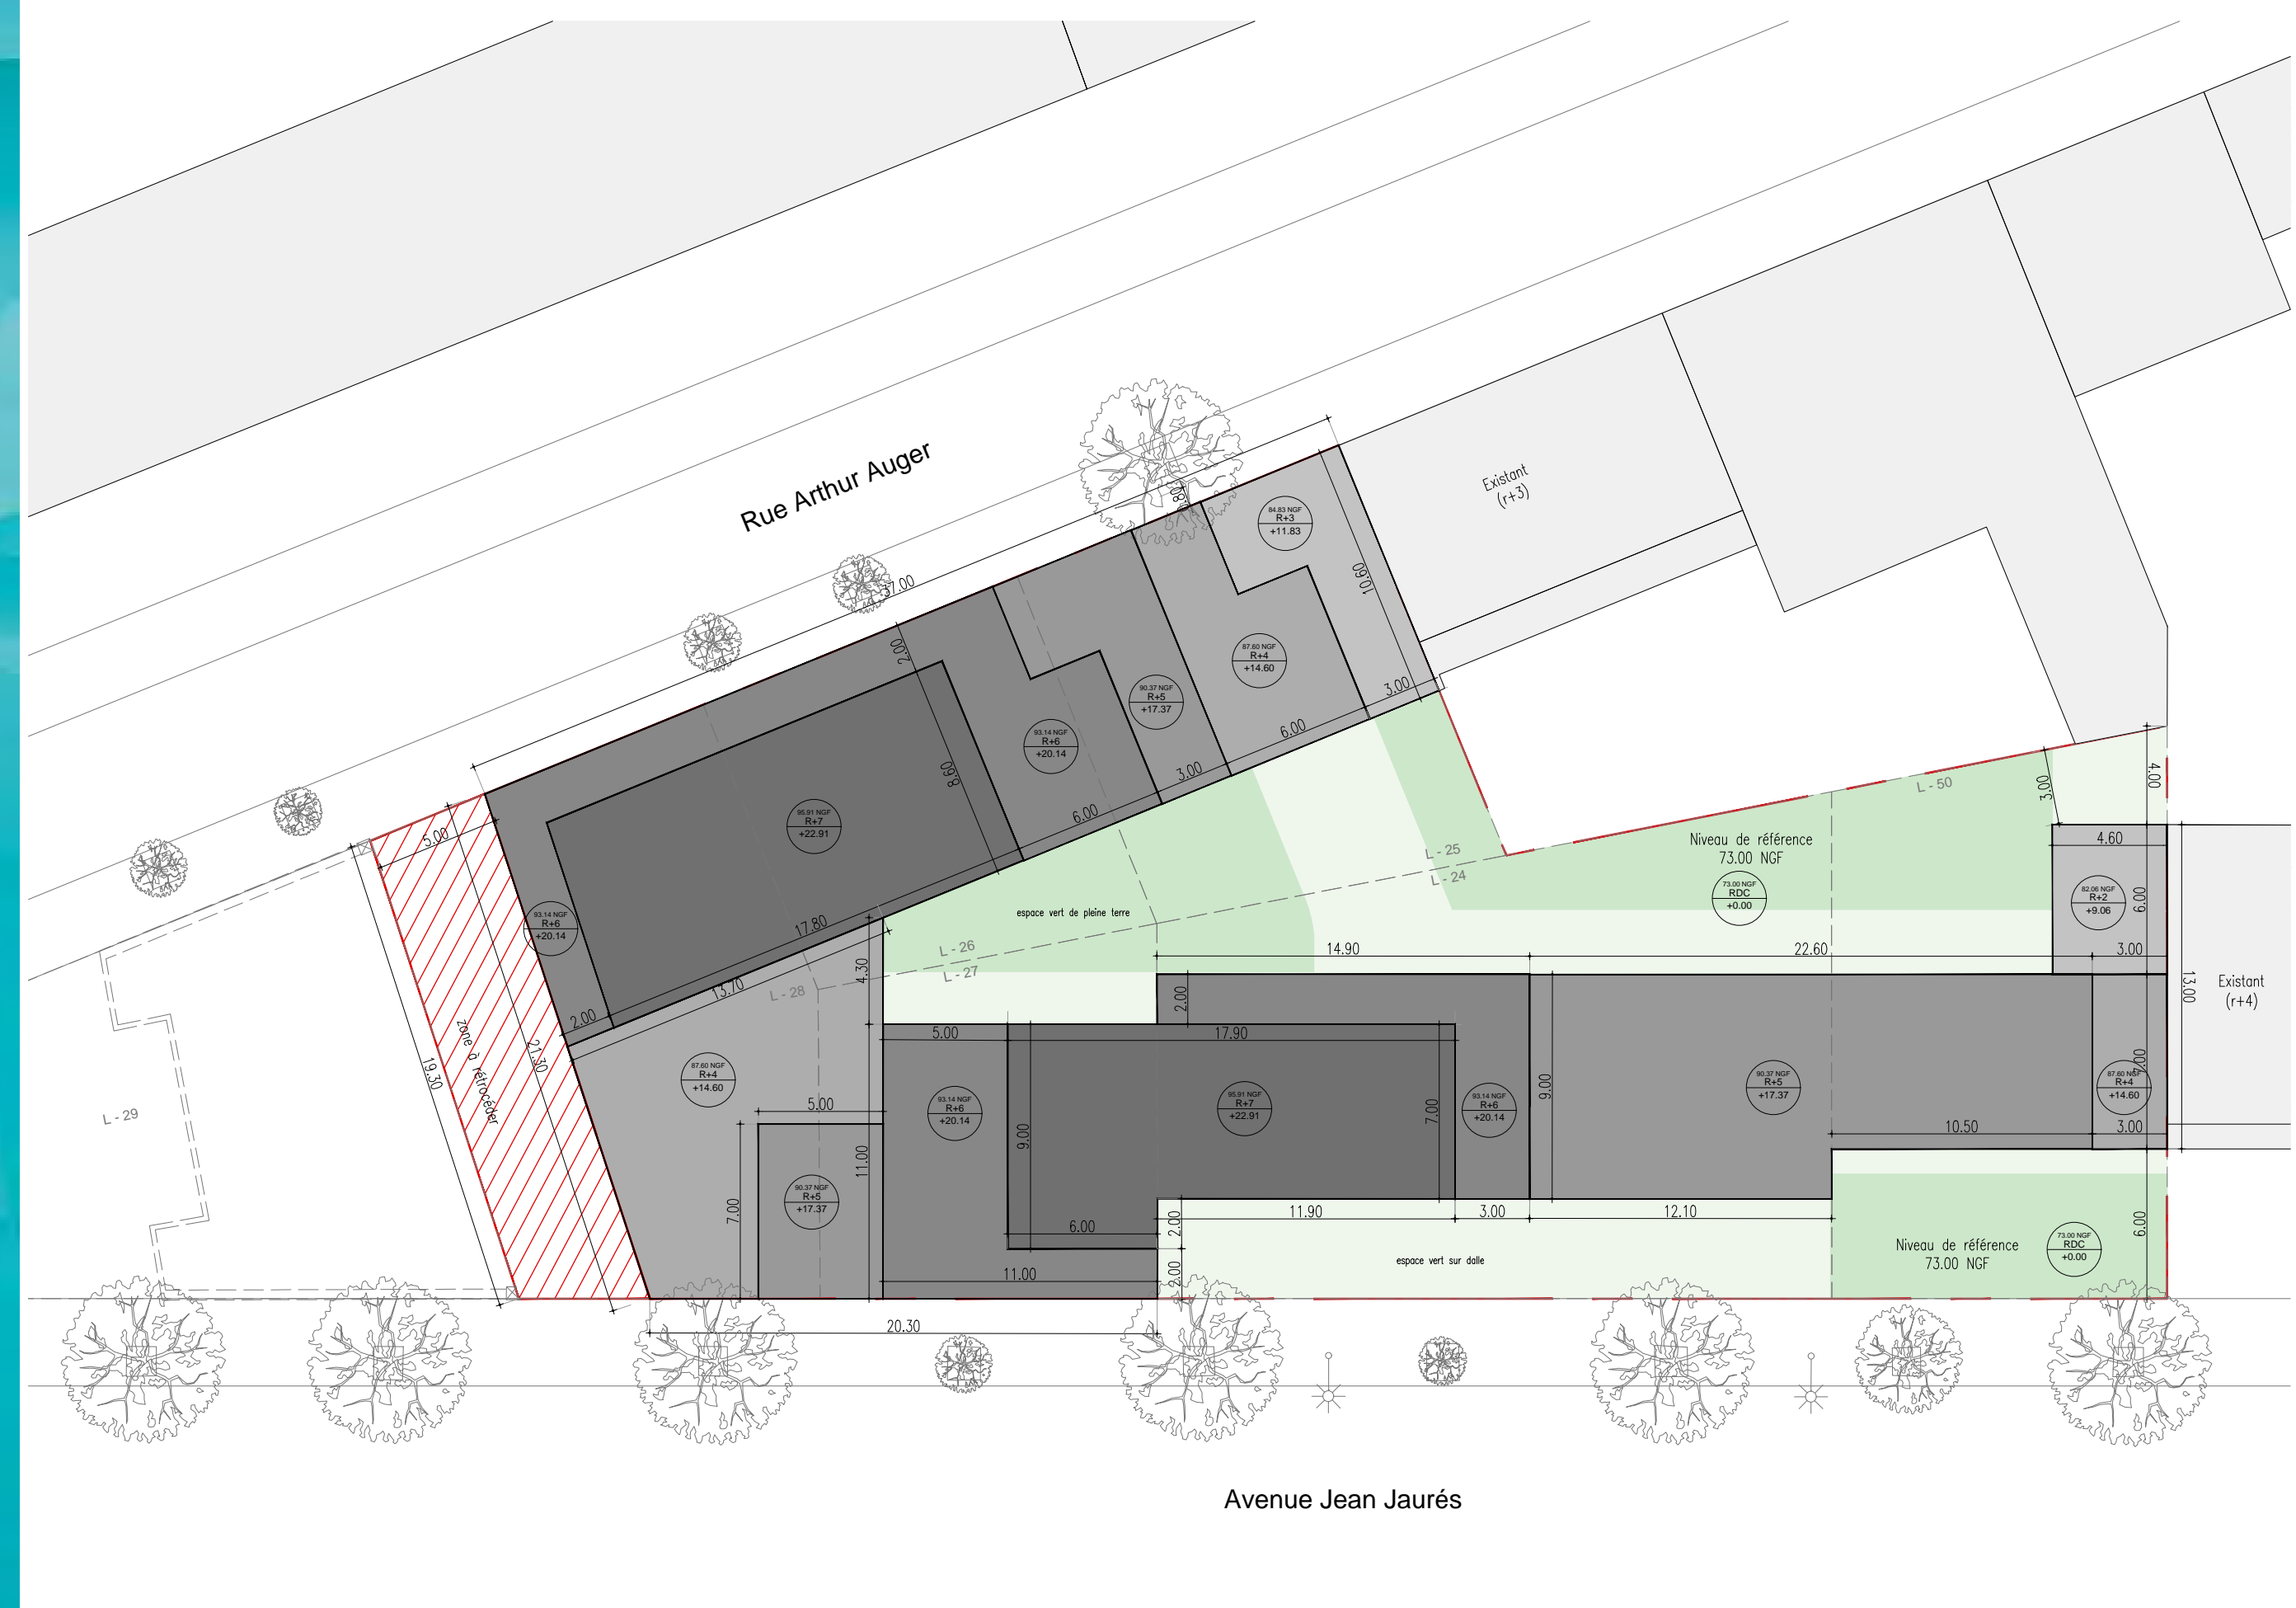 Rue Arthur Auger
Existant
(r+3)
84.83 NGF
R+3
+11.83
0.80
37.00
10.60
2.00
87.60 NGF
R+4
+14.60
3.00
90.37 NGF
R+5
+17.37
93.14 NGF
R+6
+20.14
6.00
3.00
6.00
8.60
95.91 NGF
R+7
+22.91
5.00
93.14 NGF
R+6
+20.14
17.80
2.00
13.70
L - 28
4.30
L - 26
L - 27
espace vert de pleine terre
L - 25
L - 24
L - 50
Niveau de référence
73.00 NGF
73.00 NGF
RDC
+0.00
3.00
4.00
4.60
82.06 NGF
R+2
+9.06
6.00
14.90
22.60
3.00
13.00
Existant
(r+4)
zone à rétrocéder
19.30
21.30
L - 29
87.60 NGF
R+4
+14.60
5.00
7.00
90.37 NGF
R+5
+17.37
11.00
5.00
17.90
2.00
93.14 NGF
R+6
+20.14
9.00
95.91 NGF
R+7
+22.91
7.00
93.14 NGF
R+6
+20.14
9.00
90.37 NGF
R+5
+17.37
87.60 NGF
R+4
+14.60
7.00
10.50
3.00
6.00
11.00
2.00
2.00
11.90
3.00
12.10
espace vert sur dalle
Niveau de référence
73.00 NGF
73.00 NGF
RDC
+0.00
6.00
20.30
Avenue Jean Jaurés